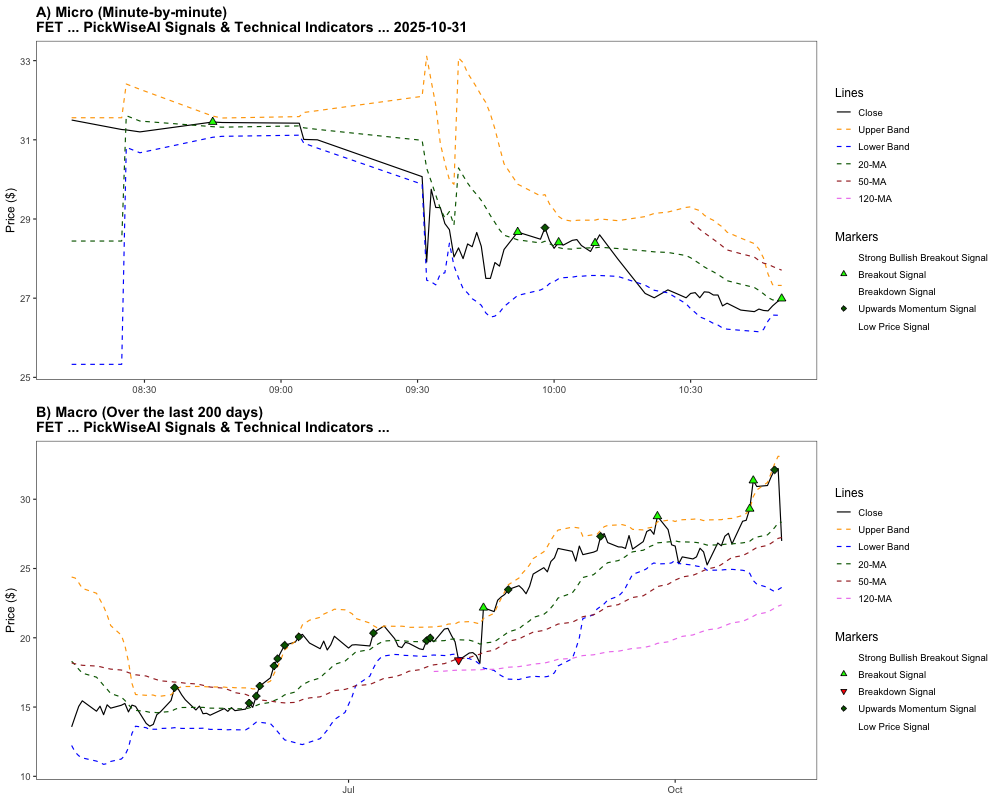 A) Micro (Minute-by-minute)
FET ... PickWiseAI Signals & Technical Indicators ... 2025-10-31
Price ($)
33
31
29
27
25
08:30
09:00
09:30
10:00
10:30
Lines
Close
Upper Band
Lower Band
20-MA
50-MA
120-MA
Markers
Strong Bullish Breakout Signal
Breakout Signal
Breakdown Signal
Upwards Momentum Signal
Low Price Signal
B) Macro (Over the last 200 days)
FET ... PickWiseAI Signals & Technical Indicators ...
Price ($)
30
25
20
15
10
Jul
Oct
Lines
Close
Upper Band
Lower Band
20-MA
50-MA
120-MA
Markers
Strong Bullish Breakout Signal
Breakout Signal
Breakdown Signal
Upwards Momentum Signal
Low Price Signal